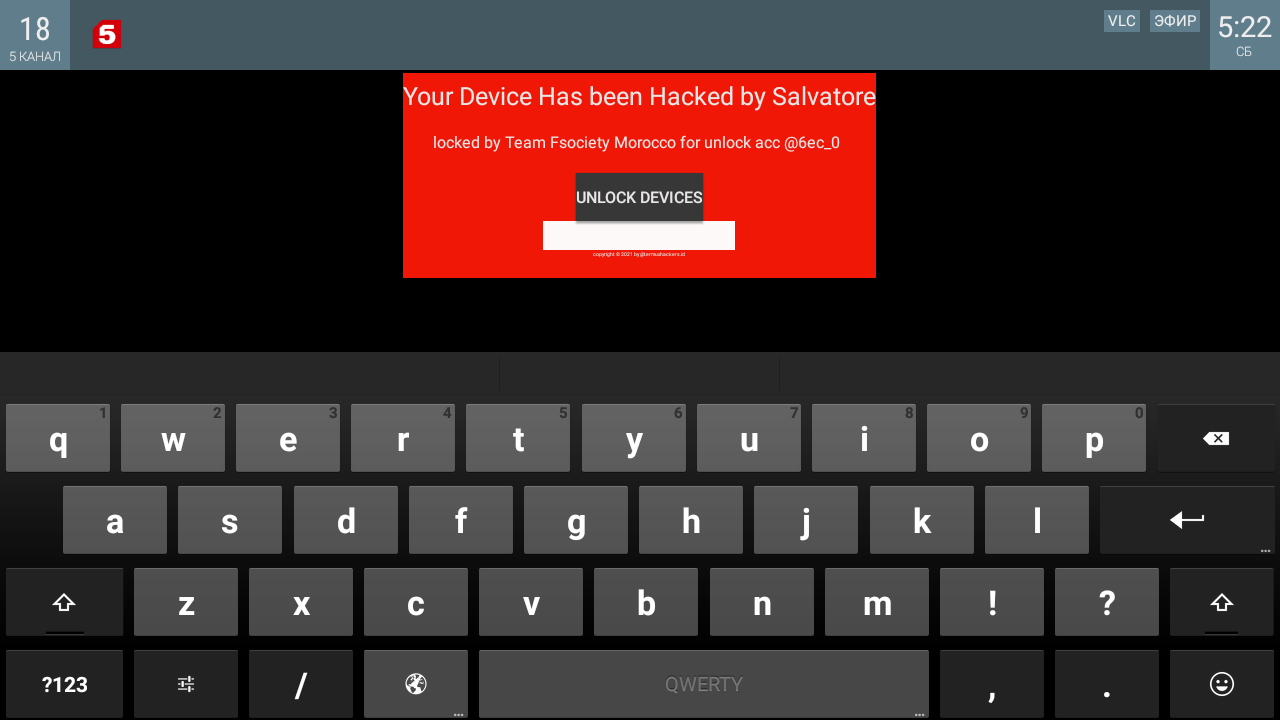 18
5 КАНАЛ
5
VLC
ЭФИР
5:22
СБ
Your Device Has been Hacked by Salvatore
locked by Team Fsociety Morocco for unlock acc @6ec_0
UNLOCK DEVICES
copyright © 2021 by
q 1 w 2 e 3 r 4 t 5 y 6 u 7 i 8 o 9 p 0
a s d f g h j k l
z x c v b n m ! ?
?123 / QWERTY , .